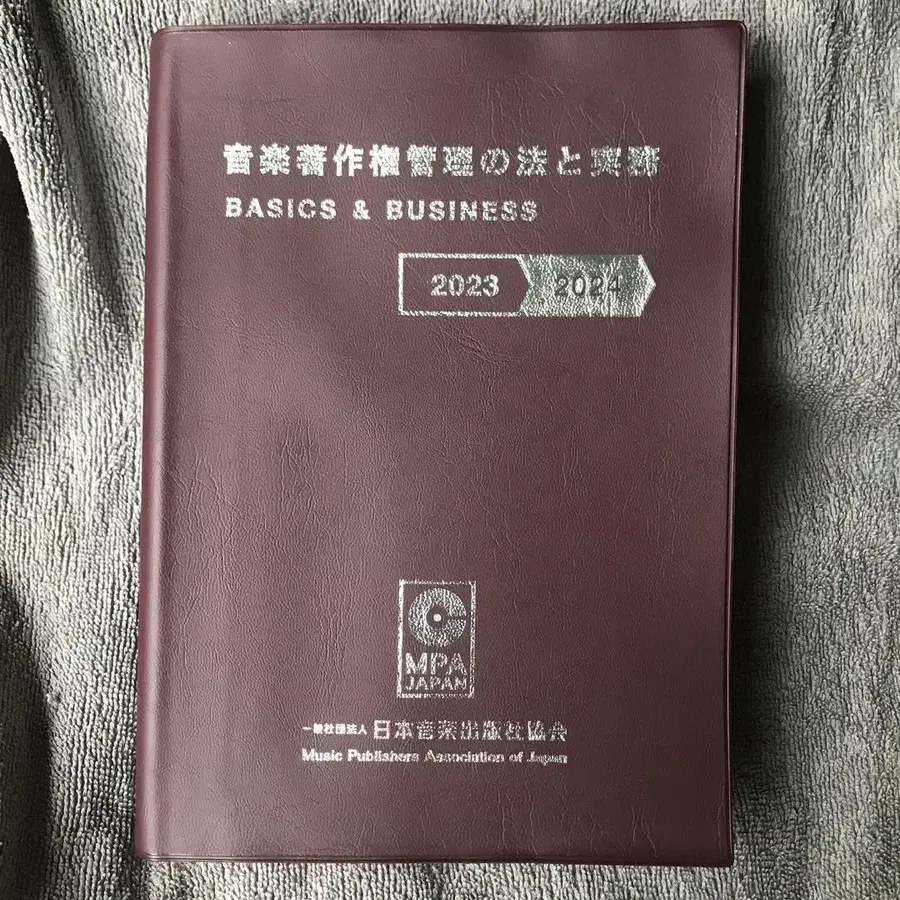 音楽著作権管理の法と実務
BASICS & BUSINESS
2023 2024
MPA
JAPAN
一般社団法人 日本音楽出版社協会
Music Publishers Association of Japan